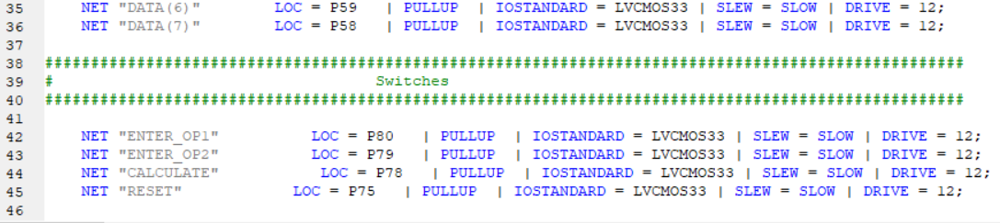 35 NET "DATA(6)" LOC = P59 | PULLUP | IOSTANDARD = LVCMOS33 | SLEW = SLOW | DRIVE = 12;
36 NET "DATA(7)" LOC = P58 | PULLUP | IOSTANDARD = LVCMOS33 | SLEW = SLOW | DRIVE = 12;
37
38 ####################################################################################################
39 # Switches
40 ####################################################################################################
41
42 NET "ENTER_OP1" LOC = P80 | PULLUP | IOSTANDARD = LVCMOS33 | SLEW = SLOW | DRIVE = 12;
43 NET "ENTER_OP2" LOC = P79 | PULLUP | IOSTANDARD = LVCMOS33 | SLEW = SLOW | DRIVE = 12;
44 NET "CALCULATE" LOC = P78 | PULLUP | IOSTANDARD = LVCMOS33 | SLEW = SLOW | DRIVE = 12;
45 NET "RESET" LOC = P75 | PULLUP | IOSTANDARD = LVCMOS33 | SLEW = SLOW | DRIVE = 12;
46